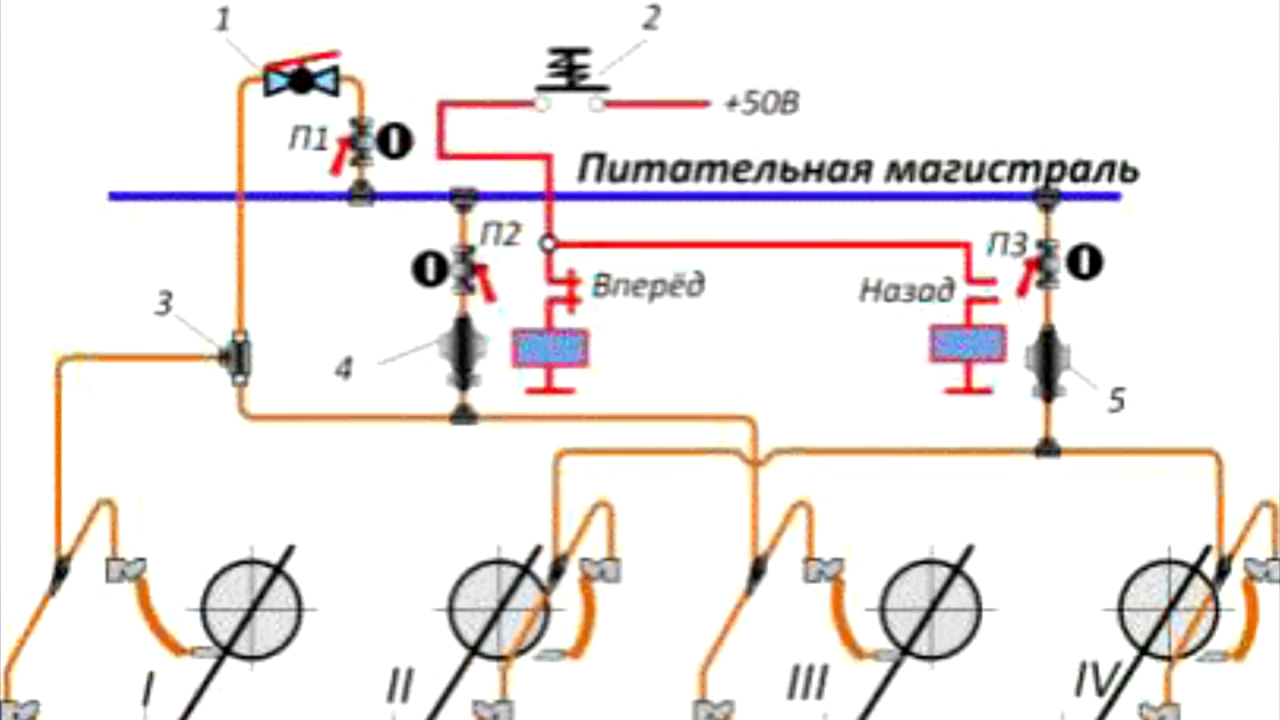 1
2
+50В
П1
Питательная магистраль
П2
П3
Вперёд
Назад
3
4
5
I
II
III
IV